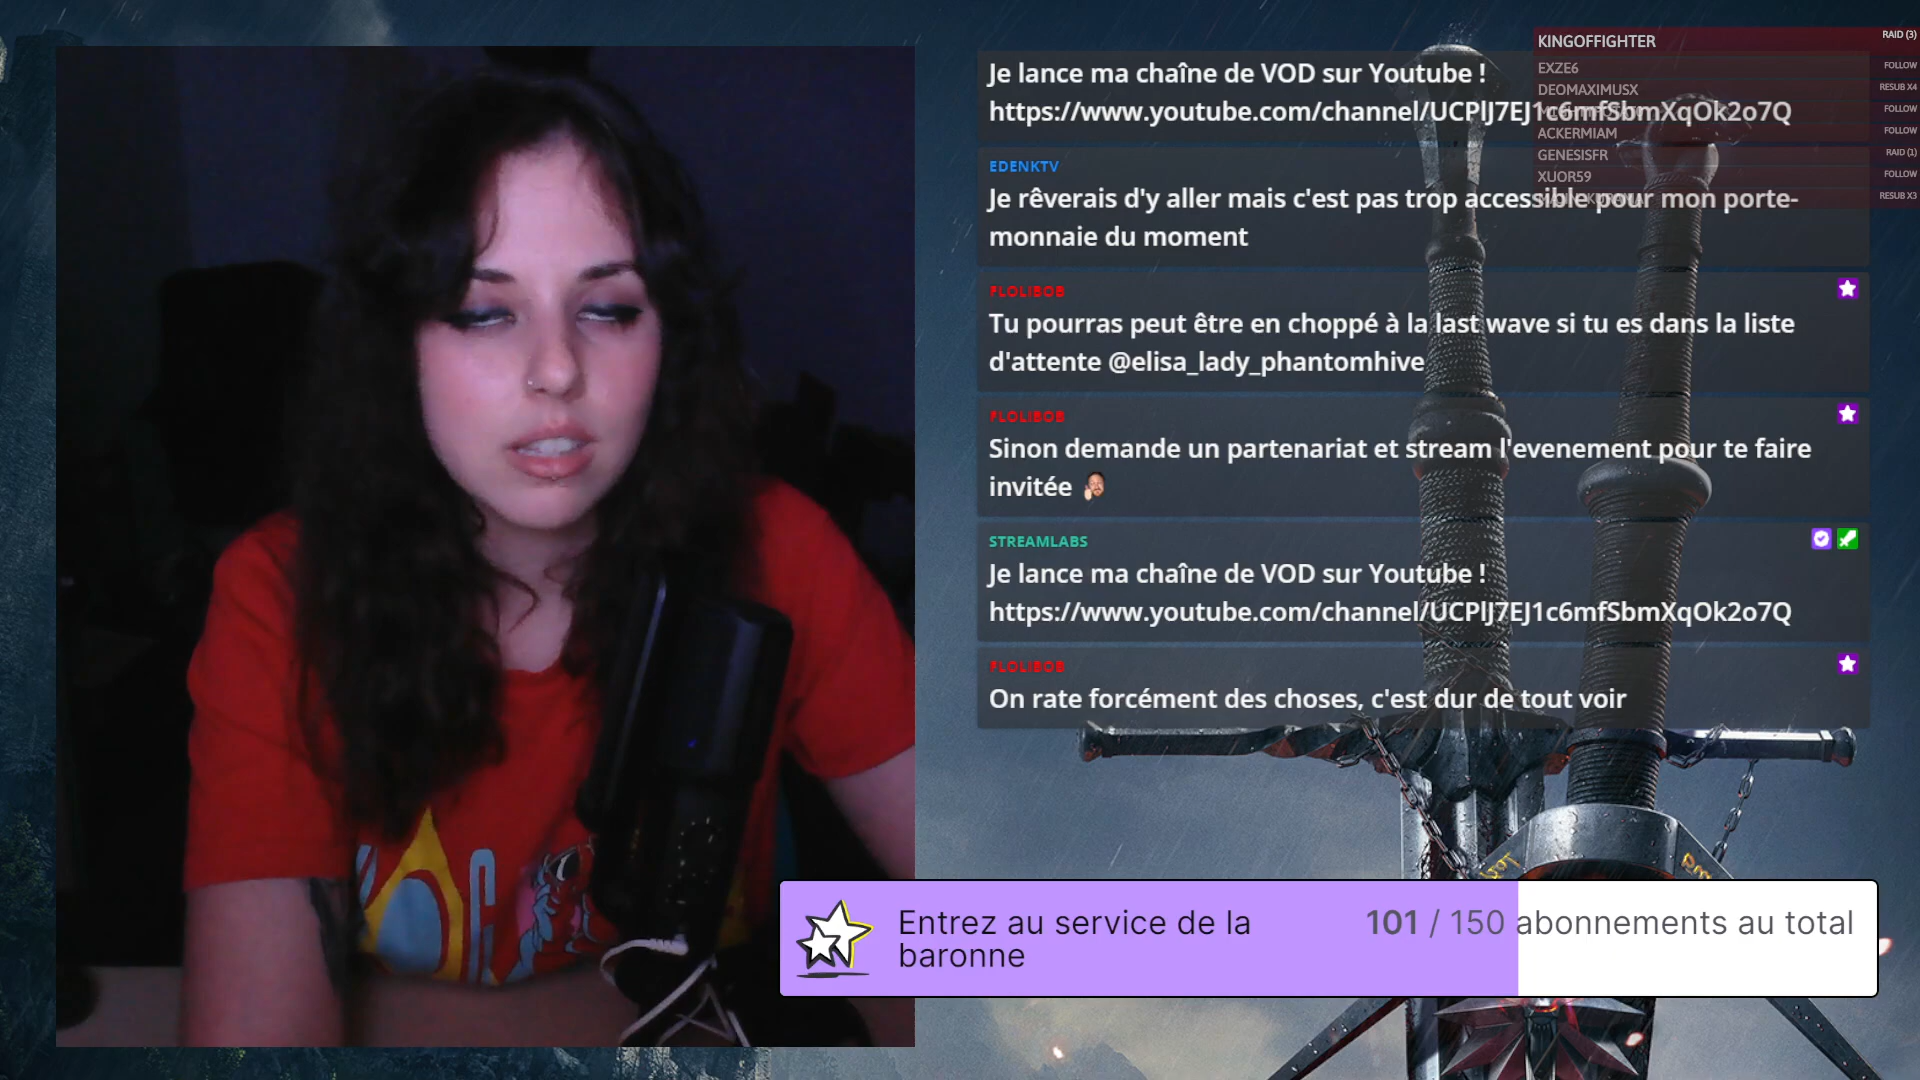 Je lance ma chaîne de VOD sur Youtube !
https://www.youtube.com/channel/UCPlJ7EJ1c6mfSbmXqOk2o7Q
KINGOFFIGHTER RAID (3)
EXZE6 FOLLOW
DEOMAXIMUSX RESUB X4
FOLLOW
ACKERMIAM FOLLOW
GENESISFR RAID (1)
XUOR59 FOLLOW
RESUB X3
EDENKTV
Je rêverais d'y aller mais c'est pas trop accessible pour mon porte-
monnaie du moment
FLOLIBOB
Tu pourras peut être en choppé à la last wave si tu es dans la liste
d'attente @elisa_lady_phantomhive
FLOLIBOB
Sinon demande un partenariat et stream l'evenement pour te faire
invitée
STREAMLABS
Je lance ma chaîne de VOD sur Youtube !
https://www.youtube.com/channel/UCPlJ7EJ1c6mfSbmXqOk2o7Q
FLOLIBOB
On rate forcément des choses, c'est dur de tout voir
Entrez au service de la
baronne
101 / 150 abonnements au total